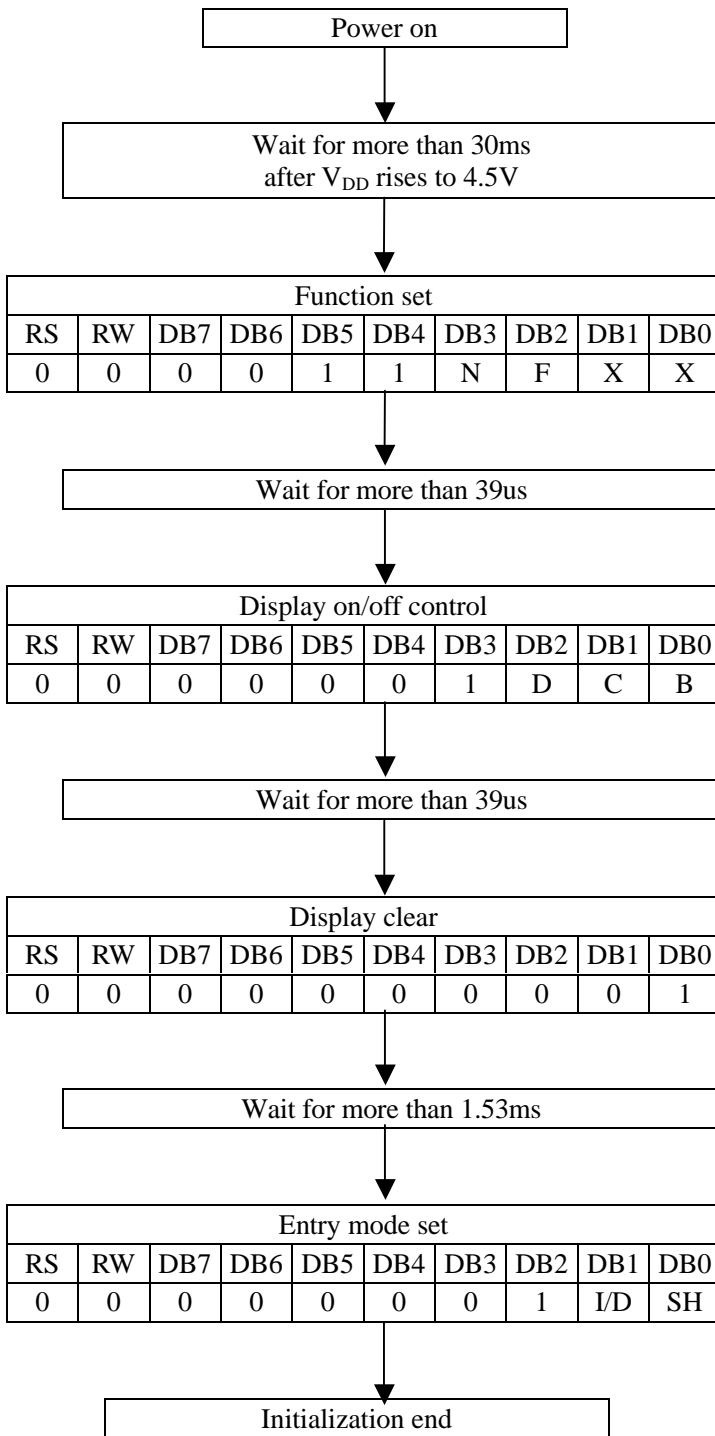 Power on
Wait for more than 30ms
after VDD rises to 4.5V
Function set
RS RW DB7 DB6 DB5 DB4 DB3 DB2 DB1 DB0
0 0 0 0 1 1 N F X X
Wait for more than 39us
Display on/off control
RS RW DB7 DB6 DB5 DB4 DB3 DB2 DB1 DB0
0 0 0 0 0 0 1 D C B
Wait for more than 39us
Display clear
RS RW DB7 DB6 DB5 DB4 DB3 DB2 DB1 DB0
0 0 0 0 0 0 0 0 0 1
Wait for more than 1.53ms
Entry mode set
RS RW DB7 DB6 DB5 DB4 DB3 DB2 DB1 DB0
0 0 0 0 0 0 0 1 I/D SH
Initialization end